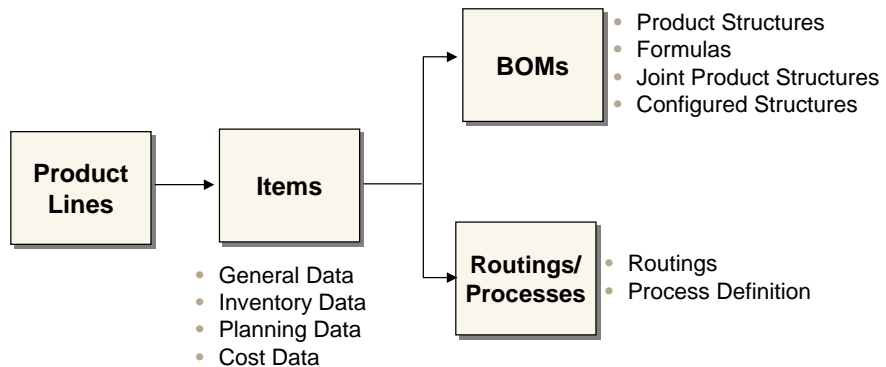 Product
Lines
Items
• General Data
• Inventory Data
• Planning Data
• Cost Data
BOMs
• Product Structures
• Formulas
• Joint Product Structures
• Configured Structures
Routings/
Processes
• Routings
• Process Definition